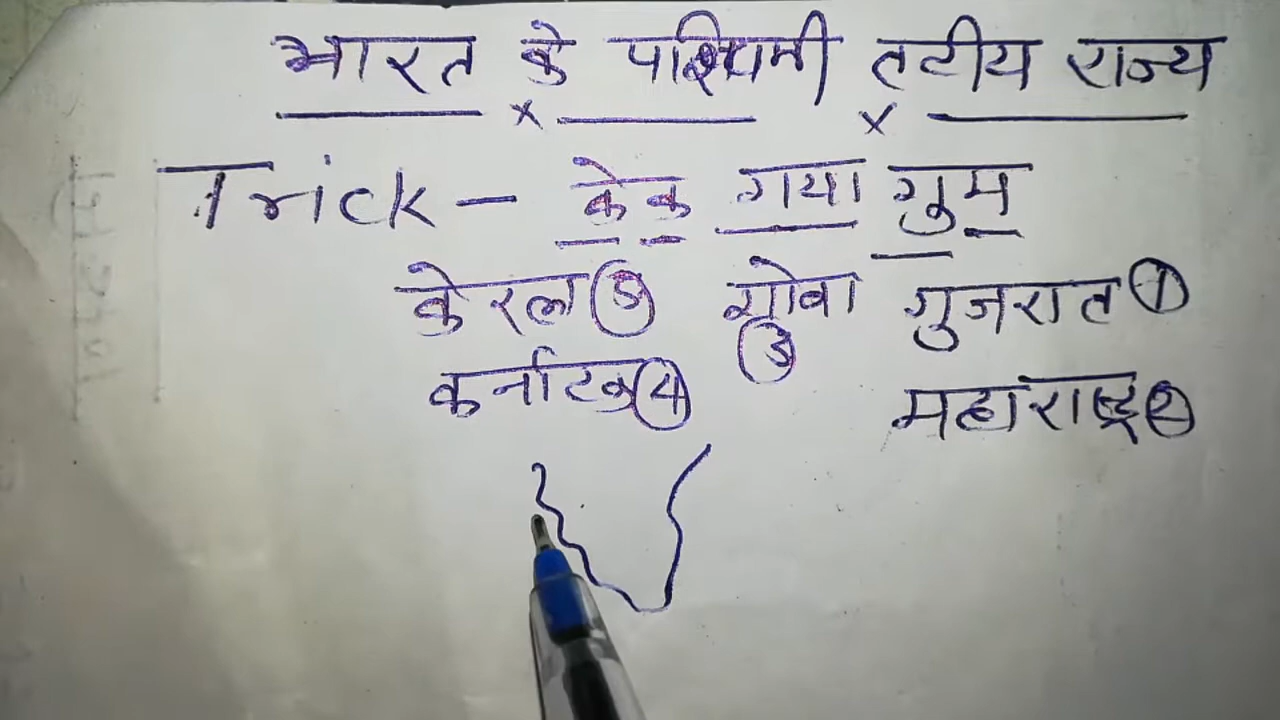 भारत के पश्चिमी तटीय राज्य
Trick - केक गया गुम
केरल ⑤ गोवा ③ गुजरात ①
कर्नाटक ④ महाराष्ट्र ②